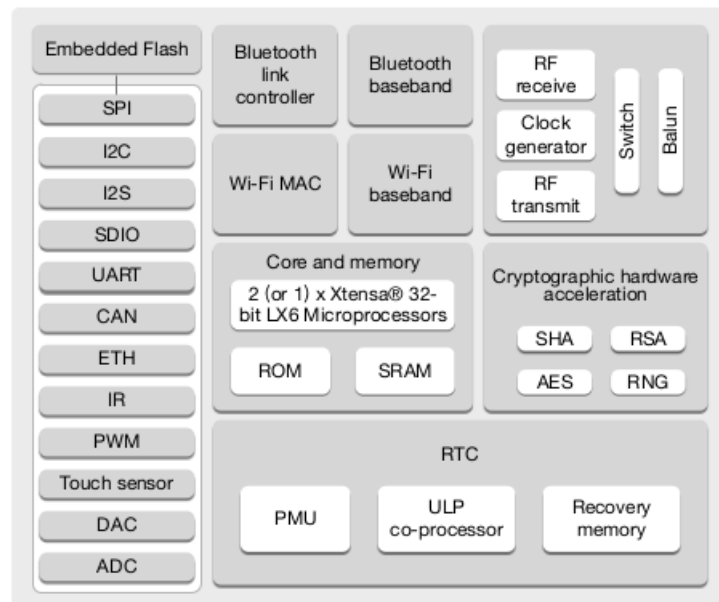 Embedded Flash
SPI
I2C
I2S
SDIO
UART
CAN
ETH
IR
PWM
Touch sensor
DAC
ADC
Bluetooth
link
controller
Bluetooth
baseband
Wi-Fi MAC
Wi-Fi
baseband
RF
receive
Clock
generator
RF
transmit
Switch
Balun
Core and memory
2 (or 1) x Xtensa® 32-
bit LX6 Microprocessors
ROM
SRAM
Cryptographic hardware
acceleration
SHA
RSA
AES
RNG
RTC
PMU
ULP
co-processor
Recovery
memory